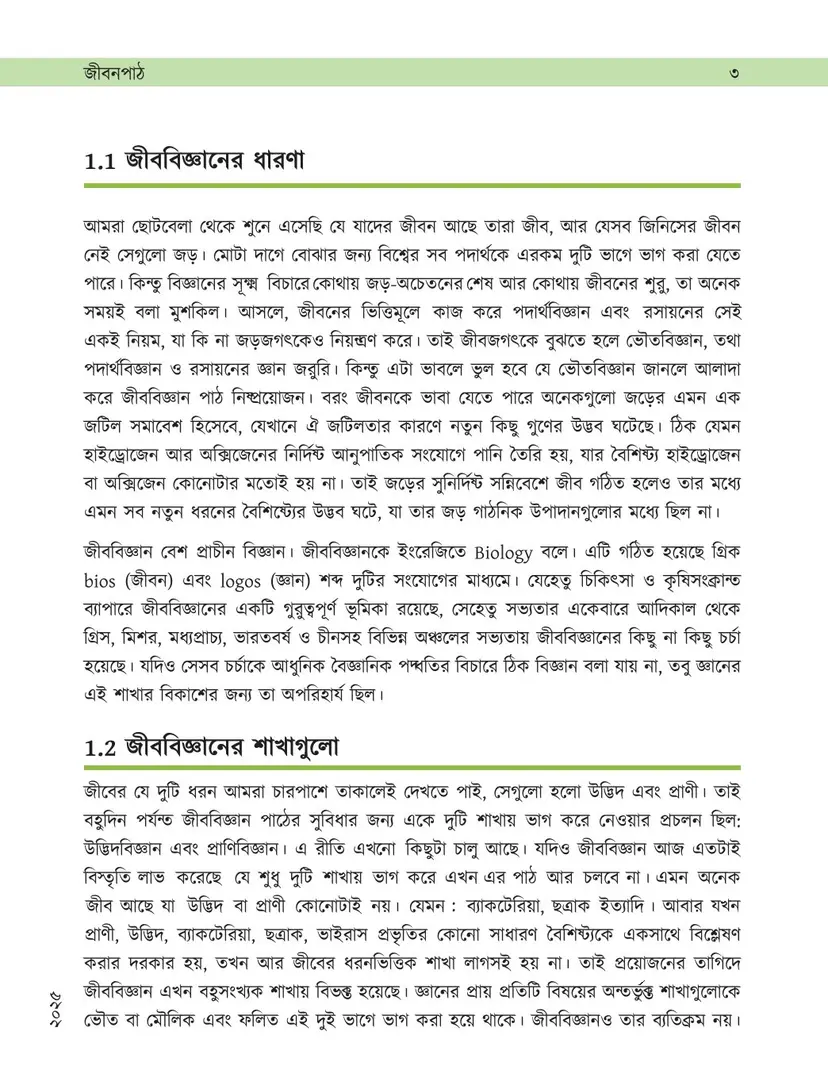 জীবনপাঠ ৩
1.1 জীববিজ্ঞানের ধারণা
আমরা ছোটবেলা থেকে শুনে এসেছি যে যাদের জীবন আছে তারা জীব, আর যেসব জিনিসের জীবন
নেই সেগুলো জড়। মোটা দাগে বোঝার জন্য বিশ্বের সব পদার্থকে এরকম দুটি ভাগে ভাগ করা যেতে
পারে। কিন্তু বিজ্ঞানের সূক্ষ্ম বিচারে কোথায় জড়-অচেতনের শেষ আর কোথায় জীবনের শুরু, তা অনেক
সময়ই বলা মুশকিল। আসলে, জীবনের ভিত্তিমূলে কাজ করে পদার্থবিজ্ঞান এবং রসায়নের সেই
একই নিয়ম, যা কি না জড়জগৎকেও নিয়ন্ত্রণ করে। তাই জীবজগৎকে বুঝতে হলে ভৌতবিজ্ঞান, তথা
পদার্থবিজ্ঞান ও রসায়নের জ্ঞান জরুরি। কিন্তু এটা ভাবলে ভুল হবে যে ভৌতবিজ্ঞান জানলে আলাদা
করে জীববিজ্ঞান পাঠ নিষ্প্রয়োজন। বরং জীবনকে ভাবা যেতে পারে অনেকগুলো জড়ের এমন এক
জটিল সমাবেশ হিসেবে, যেখানে ঐ জটিলতার কারণে নতুন কিছু গুণের উদ্ভব ঘটেছে। ঠিক যেমন
হাইড্রোজেন আর অক্সিজেনের নির্দিষ্ট আনুপাতিক সংযোগে পানি তৈরি হয়, যার বৈশিষ্ট্য হাইড্রোজেন
বা অক্সিজেন কোনোটার মতোই হয় না। তাই জড়ের সুনির্দিষ্ট সন্নিবেশে জীব গঠিত হলেও তার মধ্যে
এমন সব নতুন ধরনের বৈশিষ্ট্যের উদ্ভব ঘটে, যা তার জড় গাঠনিক উপাদানগুলোর মধ্যে ছিল না।
জীববিজ্ঞান বেশ প্রাচীন বিজ্ঞান। জীববিজ্ঞানকে ইংরেজিতে Biology বলে। এটি গঠিত হয়েছে গ্রিক
bios (জীবন) এবং logos (জ্ঞান) শব্দ দুটির সংযোগের মাধ্যমে। যেহেতু চিকিৎসা ও কৃষিসংক্রান্ত
ব্যাপারে জীববিজ্ঞানের একটি গুরুত্বপূর্ণ ভূমিকা রয়েছে, সেহেতু সভ্যতার একেবারে আদিকাল থেকে
গ্রিস, মিশর, মধ্যপ্রাচ্য, ভারতবর্ষ ও চীনসহ বিভিন্ন অঞ্চলের সভ্যতায় জীববিজ্ঞানের কিছু না কিছু চর্চা
হয়েছে। যদিও সেসব চর্চাকে আধুনিক বৈজ্ঞানিক পদ্ধতির বিচারে ঠিক বিজ্ঞান বলা যায় না, তবু জ্ঞানের
এই শাখার বিকাশের জন্য তা অপরিহার্য ছিল।
1.2 জীববিজ্ঞানের শাখাগুলো
জীবের যে দুটি ধরন আমরা চারপাশে তাকালেই দেখতে পাই, সেগুলো হলো উদ্ভিদ এবং প্রাণী। তাই
বহুদিন পর্যন্ত জীববিজ্ঞান পাঠের সুবিধার জন্য একে দুটি শাখায় ভাগ করে নেওয়ার প্রচলন ছিল:
উদ্ভিদবিজ্ঞান এবং প্রাণিবিজ্ঞান। এ রীতি এখনো কিছুটা চালু আছে। যদিও জীববিজ্ঞান আজ এতটাই
বিস্তৃতি লাভ করেছে যে শুধু দুটি শাখায় ভাগ করে এখন এর পাঠ আর চলবে না। এমন অনেক
জীব আছে যা উদ্ভিদ বা প্রাণী কোনোটাই নয়। যেমন : ব্যাকটেরিয়া, ছত্রাক ইত্যাদি । আবার যখন
প্রাণী, উদ্ভিদ, ব্যাকটেরিয়া, ছত্রাক, ভাইরাস প্রভৃতির কোনো সাধারণ বৈশিষ্ট্যকে একসাথে বিশ্লেষণ
করার দরকার হয়, তখন আর জীবের ধরনভিত্তিক শাখা লাগসই হয় না। তাই প্রয়োজনের তাগিদে
জীববিজ্ঞান এখন বহুসংখ্যক শাখায় বিভক্ত হয়েছে। জ্ঞানের প্রায় প্রতিটি বিষয়ের অন্তর্ভুক্ত শাখাগুলোকে
ভৌত বা মৌলিক এবং ফলিত এই দুই ভাগে ভাগ করা হয়ে থাকে। জীববিজ্ঞানও তার ব্যতিক্রম নয়।
২০২৫